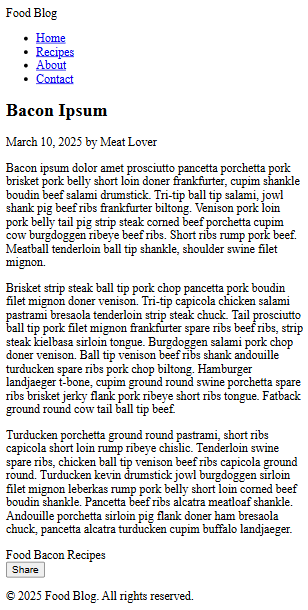 Food Blog
Home
Recipes
About
Contact
Bacon Ipsum
March 10, 2025 by Meat Lover
Bacon ipsum dolor amet prosciutto pancetta porchetta pork
brisket pork belly short loin doner frankfurter, cupim shankle
boudin beef salami drumstick. Tri-tip ball tip salami, jowl
shank pig beef ribs frankfurter biltong. Venison pork loin
pork belly tail pig strip steak corned beef porchetta cupim
cow burgdoggen ribeye beef ribs. Short ribs rump pork beef.
Meatball tenderloin ball tip shankle, shoulder swine filet
mignon.
Brisket strip steak ball tip pork chop pancetta pork boudin
filet mignon doner venison. Tri-tip capicola chicken salami
pastrami bresaola tenderloin strip steak chuck. Tail prosciutto
ball tip pork filet mignon frankfurter spare ribs beef ribs, strip
steak kielbasa sirloin tongue. Burgdoggen salami pork chop
doner venison. Ball tip venison beef ribs shank andouille
turducken spare ribs pork chop biltong. Hamburger
landjaeger t-bone, cupim ground round swine porchetta spare
ribs brisket jerky flank pork ribeye short ribs tongue. Fatback
ground round cow tail ball tip beef.
Turducken porchetta ground round pastrami, short ribs
capicola short loin rump ribeye chislic. Tenderloin swine
spare ribs, chicken ball tip venison beef ribs capicola ground
round. Turducken kevin drumstick jowl burgdoggen sirloin
filet mignon leberkas rump pork belly short loin corned beef
boudin shankle. Pancetta beef ribs alcatra meatloaf shankle.
Andouille porchetta sirloin pig flank doner ham bresaola
chuck, pancetta alcatra turducken cupim buffalo landjaeger.
Food Bacon Recipes
Share
© 2025 Food Blog. All rights reserved.